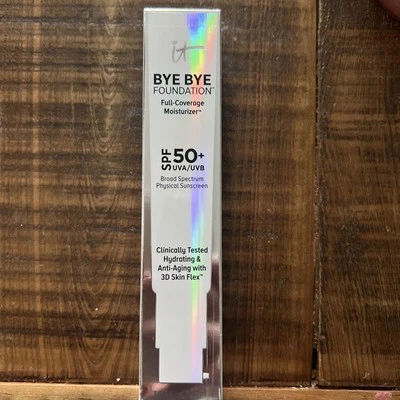 it
BYE BYE
FOUNDATION™
Full-Coverage
Moisturizer™
SPF 50+
UVA/UVB
Broad Spectrum
Physical Sunscreen
Clinically Tested
Hydrating &
Anti-Aging with
3D Skin Flex™